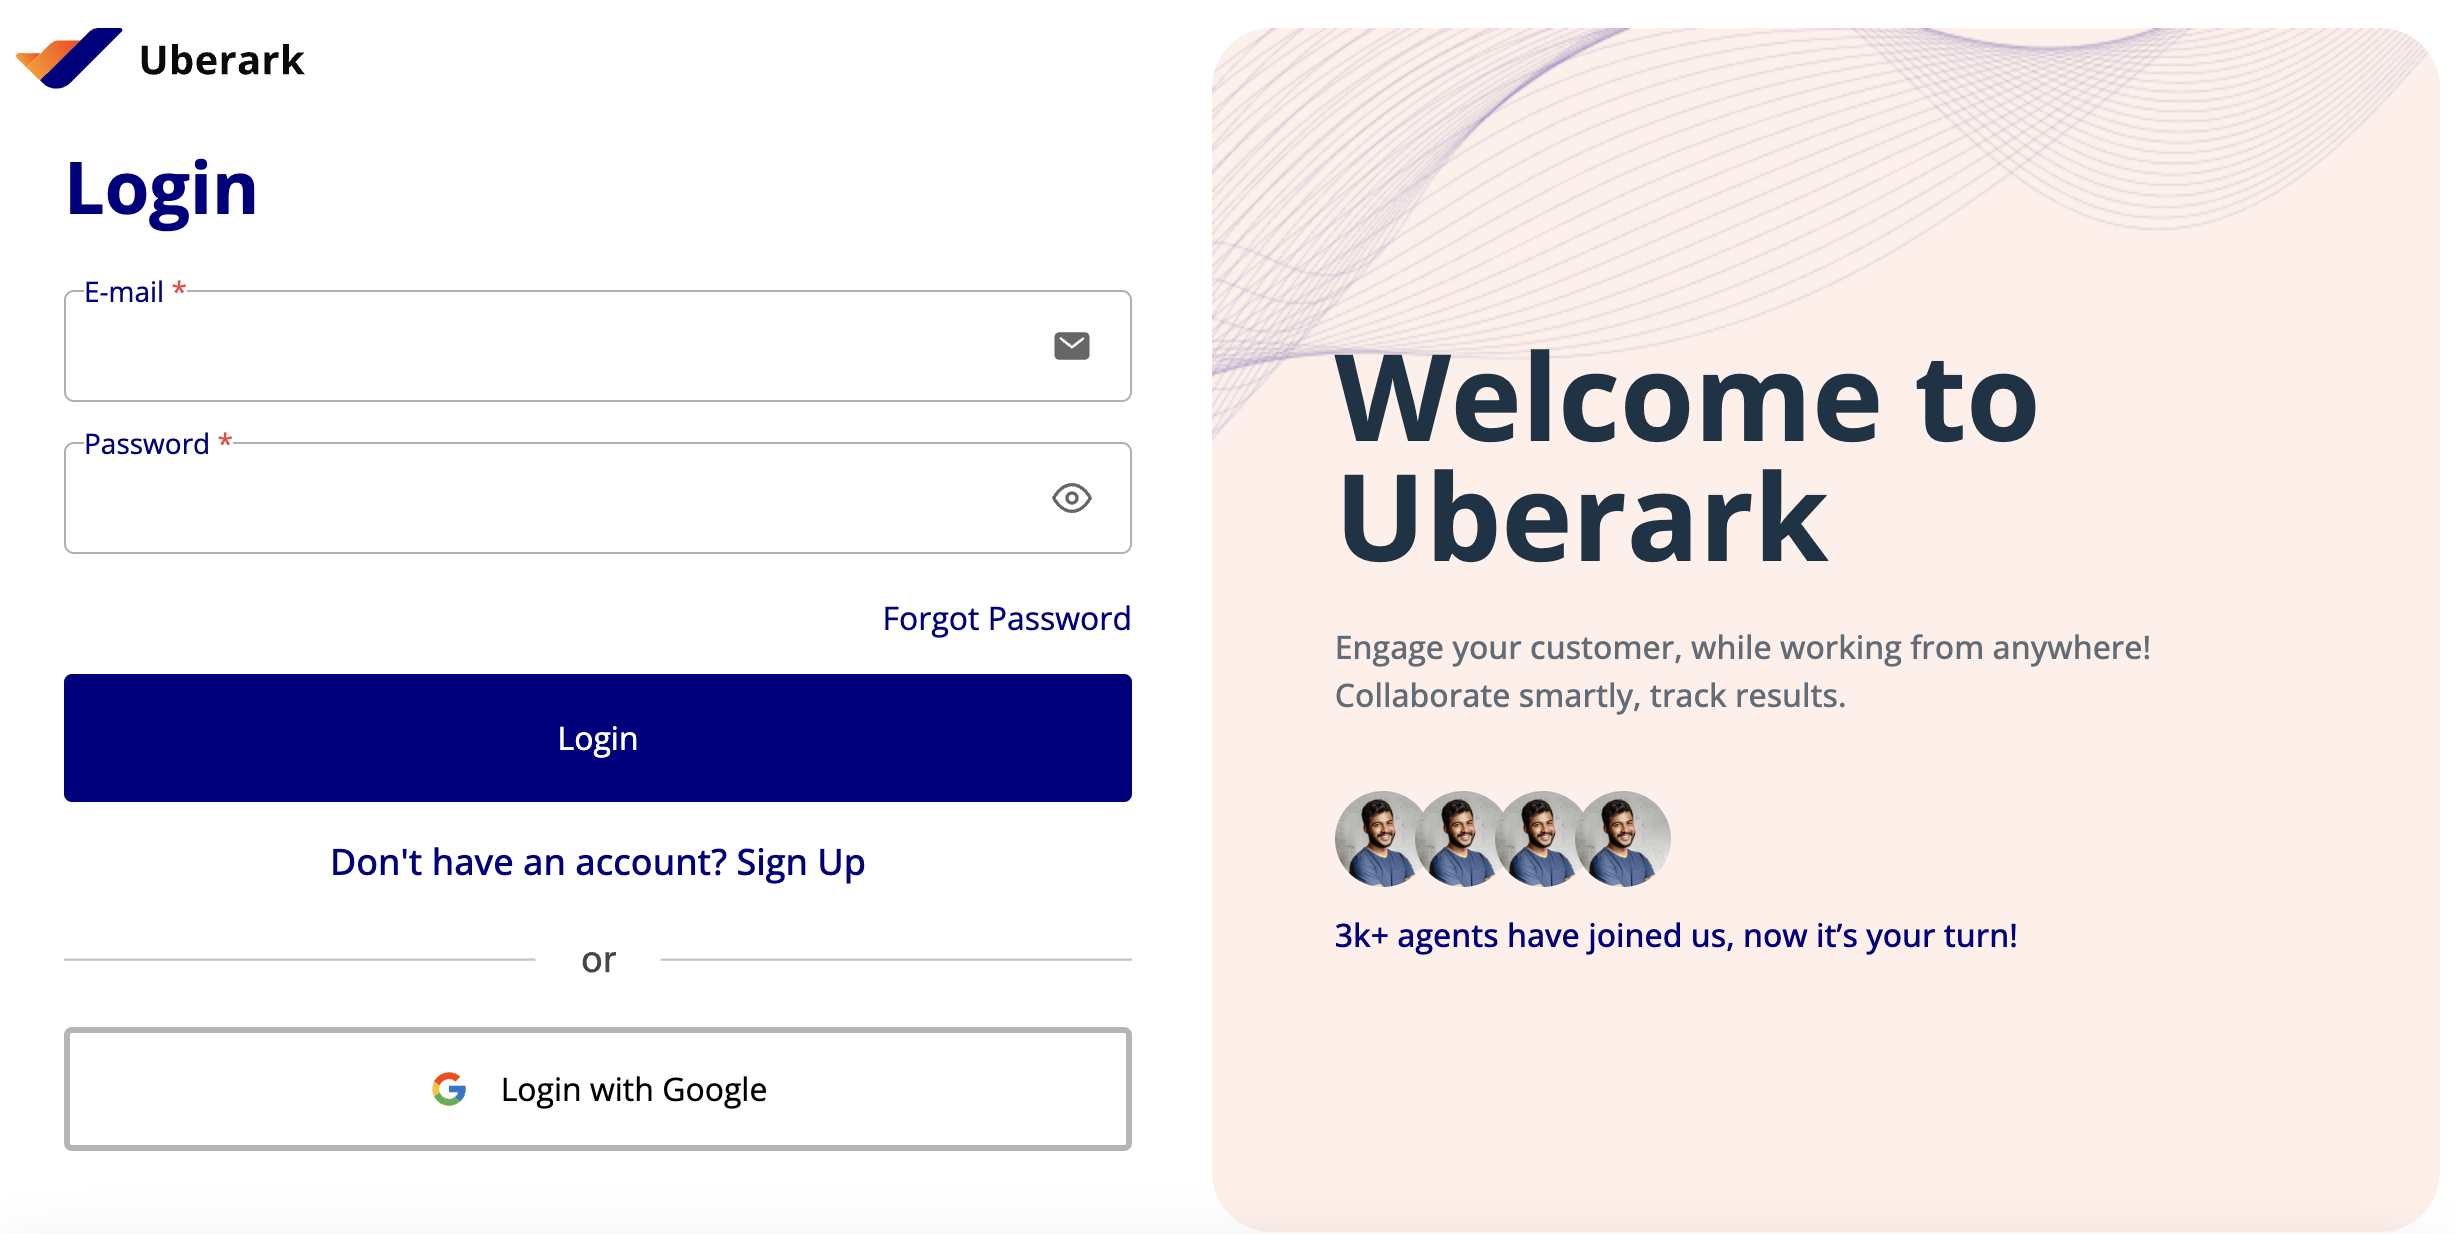 Uberark
Login
E-mail *
Password *
Forgot Password
Login
Don't have an account? Sign Up
or
Login with Google
Welcome to
Uberark
Engage your customer, while working from anywhere!
Collaborate smartly, track results.
3k+ agents have joined us, now it’s your turn!